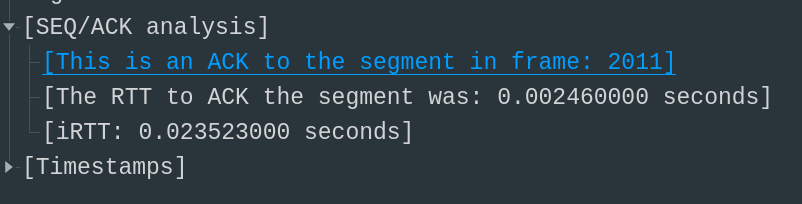 [SEQ/ACK analysis]
[This is an ACK to the segment in frame: 2011]
[The RTT to ACK the segment was: 0.002460000 seconds]
[iRTT: 0.023523000 seconds]
[Timestamps]